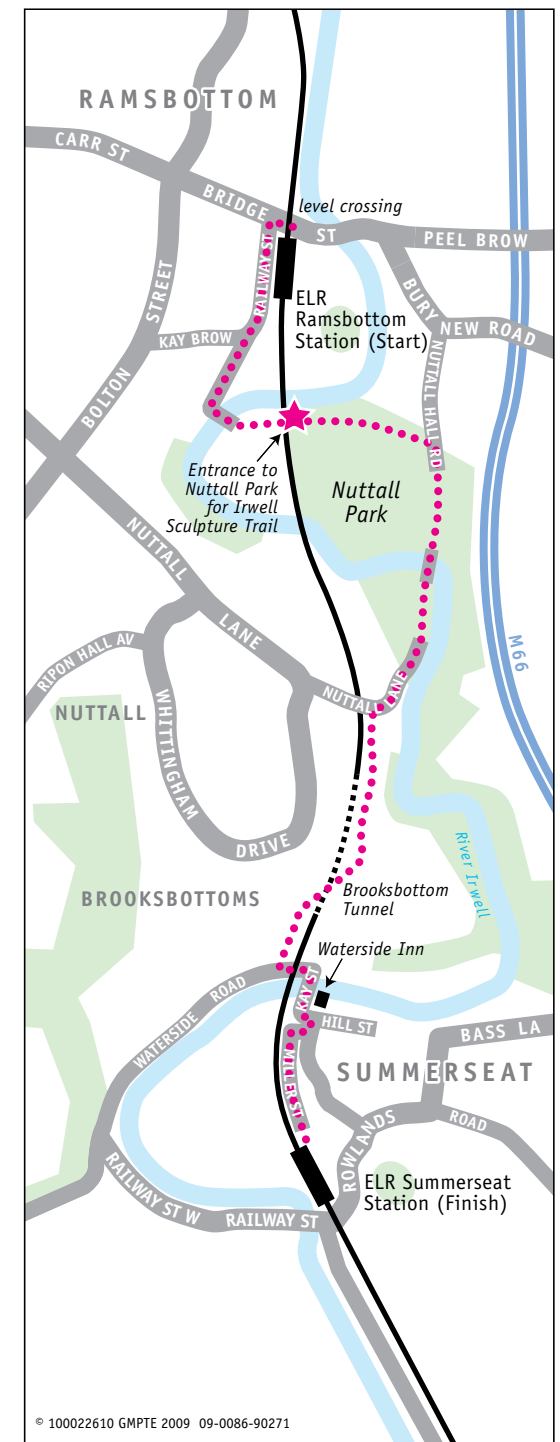 RAMSBOTTOM
CARR ST
BRIDGE
ST
level crossing
PEEL BROW
RAILWAY ST
STREET
BOLTON
KAY BROW
ELR
Ramsbottom
Station (Start)
BURY
NEW ROAD
NUTTALL HALL RD
Entrance to
Nuttall Park
for Irwell
Sculpture Trail
Nuttall
Park
NUTTALL
LANE
NUTTALL LANE
M66
RIPON HALL AV
NUTTALL
WHITTINGHAM
DRIVE
River Irwell
BROOKSBOTTOMS
Brooksbottom
Tunnel
Waterside Inn
WATERSIDE
ROAD
KAY ST
HILL ST
BASS LA
MILLER ST
SUMMERSEAT
ROWLANDS
ROAD
ELR Summerseat
Station (Finish)
RAILWAY ST W
RAILWAY ST
© 100022610 GMPTE 2009 09-0086-90271